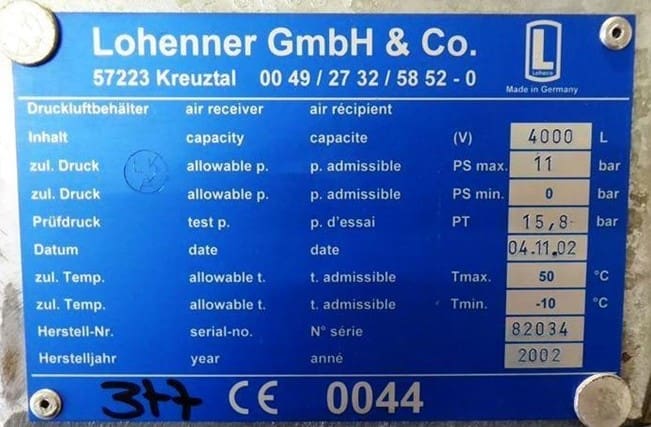 Lohenner GmbH & Co.
57223 Kreuztal 00 49 / 27 32 / 58 52 - 0
L
Loheco
Made in Germany
Druckluftbehälter air receiver air récipient
Inhalt capacity capacite (V) 4000 L
zul. Druck allowable p. p. admissible PS max. 11 bar
zul. Druck allowable p. p. admissible PS min. 0 bar
Prüfdruck test p. p. d'essai PT 15,8 bar
Datum date date 04.11.02
zul. Temp. allowable t. t. admissible Tmax. 50 °C
zul. Temp. allowable t. t. admissible Tmin. -10 °C
Herstell-Nr. serial-no. N° série 82034
Herstelljahr year anné 2002
377 CE 0044